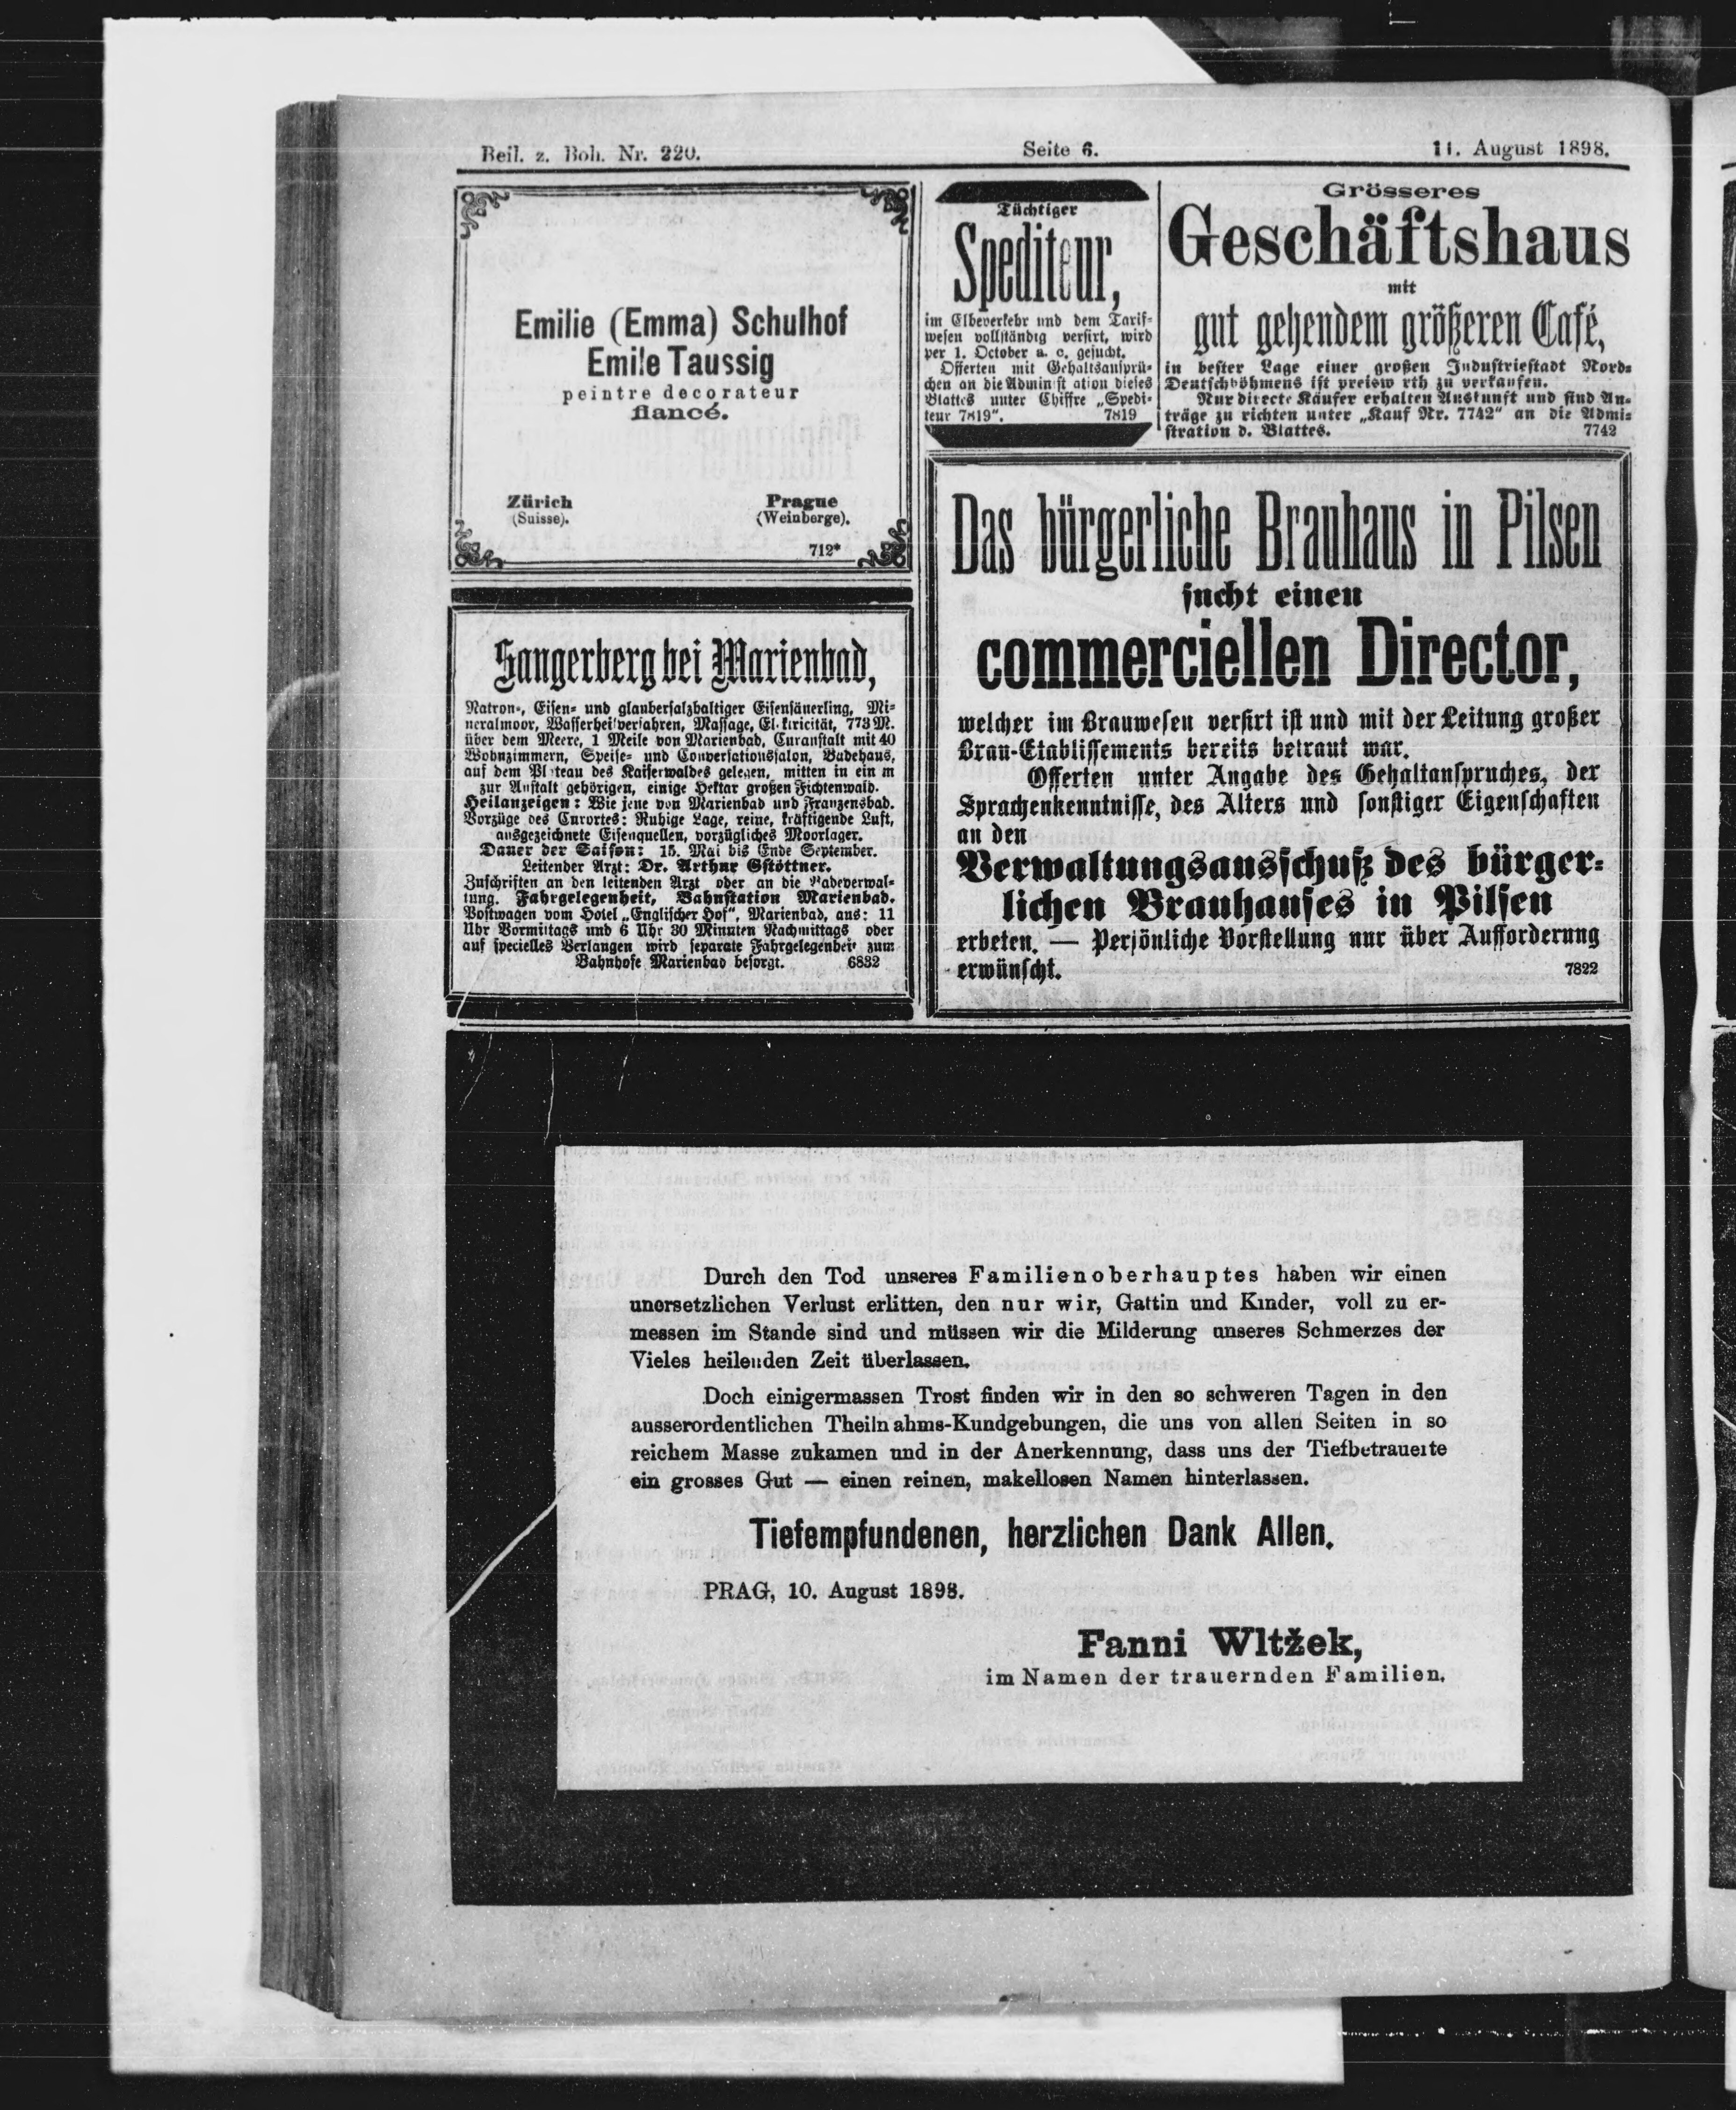 Beil. z. Boh. Nr. 220.
Seite 6.
11. August 1898.
Emilie (Emma) Schulhof
Emile Taussig
peintre decorateur
fiancé.
Zürich
(Suisse).
Prague
(Weinberge).
712*
Sangerberg bei Marienbad,
Natron-, Eisen- und glaubersalzhaltiger Eisensäuerling, Mi-
neralmoor, Wasserheilverfahren, Massage, Elektricität, 773 M.
über dem Meere, 1 Meile von Marienbad, Curanstalt mit 40
Wohnzimmern, Speise- und Conversationssalon, Badehaus,
auf dem Plateau des Kaiserwaldes gelegen, mitten in ein m
zur Anstalt gehörigen, einige Hektar großen Fichtenwald.
Heilanzeigen: Wie jene von Marienbad und Franzensbad.
Vorzüge des Curortes: Ruhige Lage, reine, kräftigende Luft,
ausgezeichnete Eisenquellen, vorzügliches Moorlager.
Dauer der Saison: 15. Mai bis Ende September.
Leitender Arzt: Dr. Arthur Gstöttner.
Zuschriften an den leitenden Arzt oder an die Badeverwal-
tung. Fahrgelegenheit, Bahnstation Marienbad.
Postwagen vom Hotel „Englischer Hof“, Marienbad, aus: 11
Uhr Vormittags und 6 Uhr 30 Minuten Nachmittags oder
auf specielles Verlangen wird separate Fahrgelegenheit zum
Bahnhofe Marienbad besorgt. 6832
Tüchtiger
Spediteur,
im Elbeverkehr und dem Tarif-
wesen vollständig versirt, wird
per 1. October a. c. gesucht.
Offerten mit Gehaltsansprü-
chen an die Administ ation dieses
Blattes unter Chiffre „Spedi-
teur 7819“. 7819
Grösseres
Geschäftshaus
mit
gut gehendem größeren Café,
in bester Lage einer großen Industriestadt Nord-
Deutschböhmens ist preisw rth zu verkaufen.
Nur directe Käufer erhalten Auskunft und sind An-
träge zu richten unter „Kauf Nr. 7742“ an die Admi-
stration d. Blattes. 7742
Das bürgerliche Brauhaus in Pilsen
sucht einen
commerciellen Director,
welcher im Brauwesen versirt ist und mit der Leitung großer
Brau-Etablissements bereits betraut war.
Offerten unter Angabe des Gehaltanspruches, der
Sprachenkenntnisse, des Alters und sonstiger Eigenschaften
an den
Verwaltungsausschuß des bürger-
lichen Brauhauses in Pilsen
erbeten. — Persönliche Vorstellung nur über Aufforderung
erwünscht. 7822
Durch den Tod unseres Familienoberhauptes haben wir einen
unersetzlichen Verlust erlitten, den nur wir, Gattin und Kinder, voll zu er-
messen im Stande sind und müssen wir die Milderung unseres Schmerzes der
Vieles heilenden Zeit überlassen.
Doch einigermassen Trost finden wir in den so schweren Tagen in den
ausserordentlichen Theilnahms-Kundgebungen, die uns von allen Seiten in so
reichem Masse zukamen und in der Anerkennung, dass uns der Tiefbetrauerte
ein grosses Gut — einen reinen, makellosen Namen hinterlassen.
Tiefempfundenen, herzlichen Dank Allen.
PRAG, 10. August 1898.
Fanni Wltžek,
im Namen der trauernden Familien.